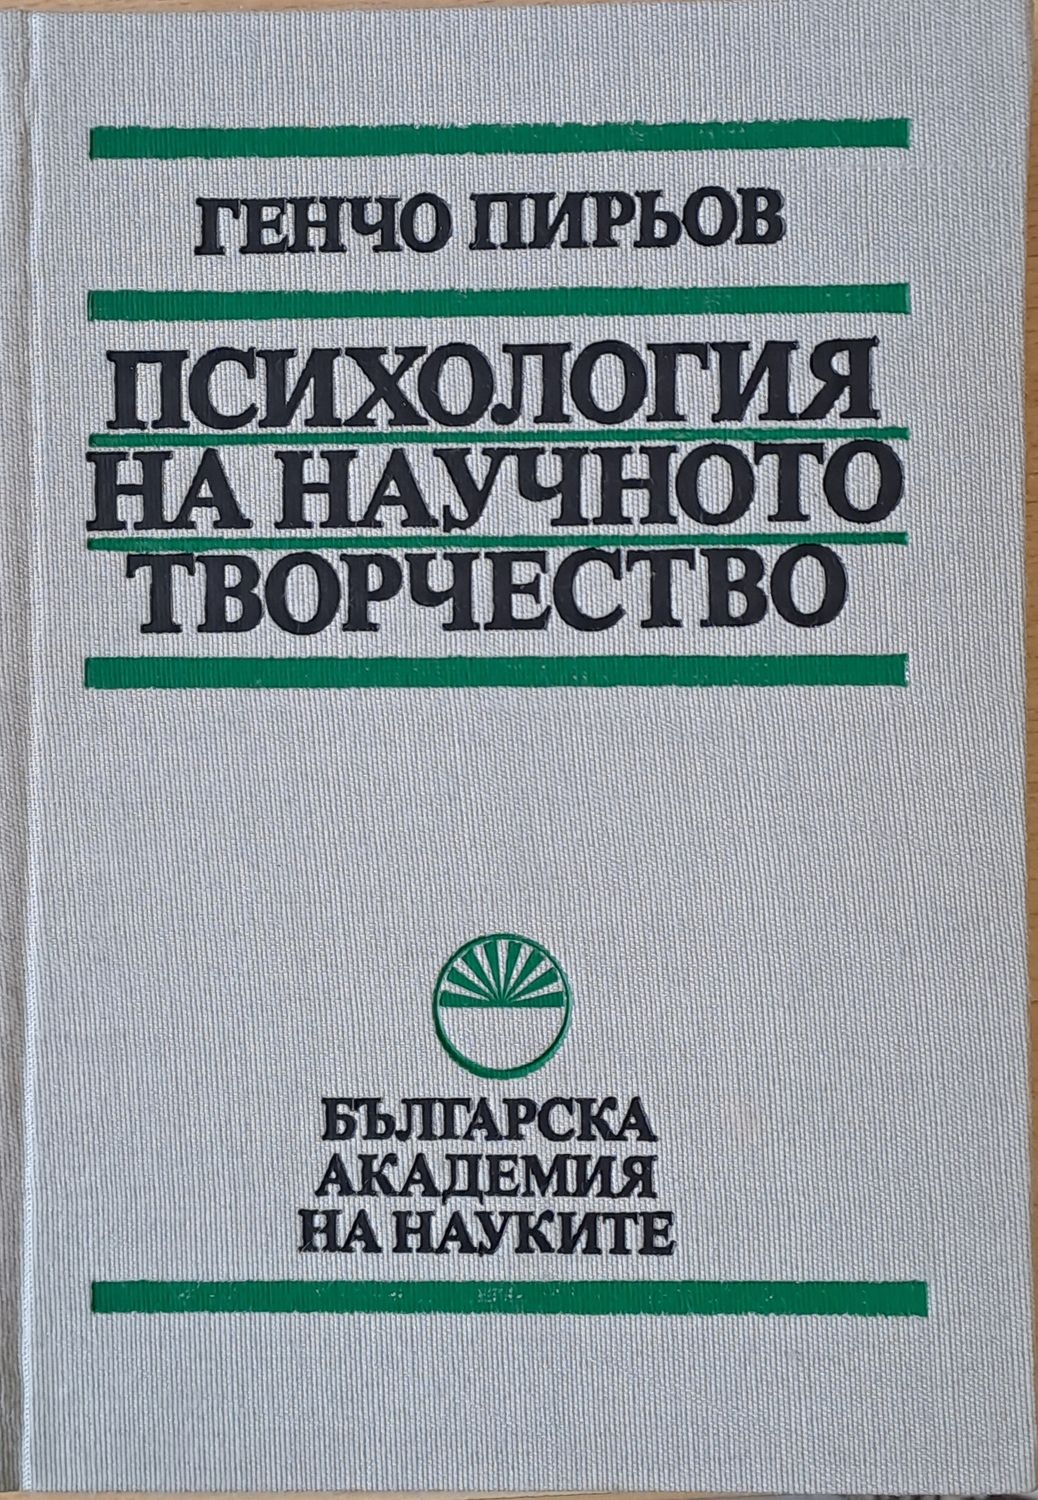 ГЕНЧО ПИРЬОВ
ПСИХОЛОГИЯ
НА НАУЧНОТО
ТВОРЧЕСТВО
БЪЛГАРСКА
АКАДЕМИЯ
НА НАУКИТЕ